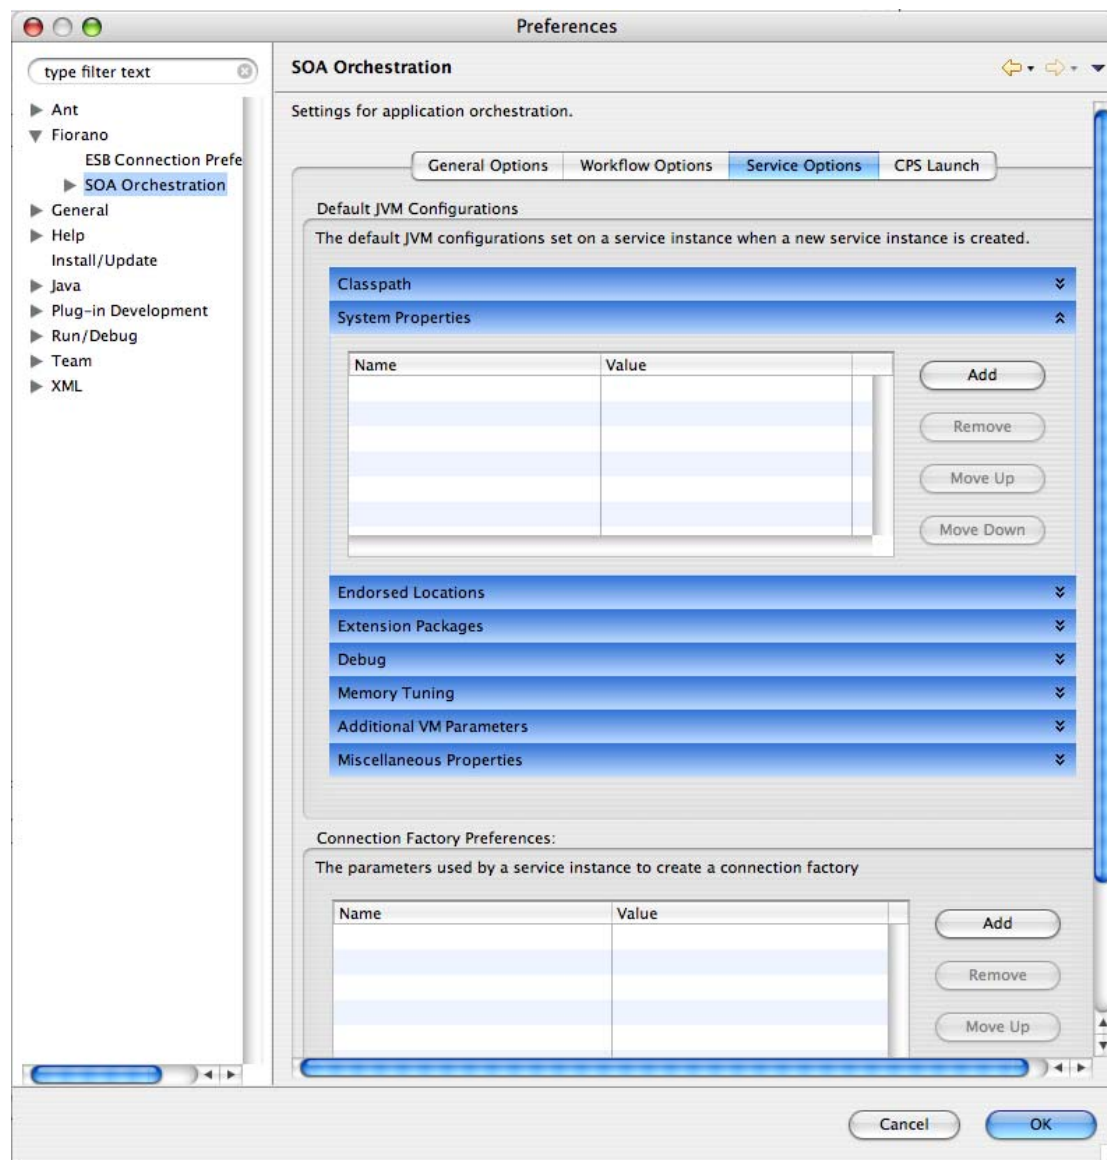 Preferences
type filter text
Ant
Fiorano
ESB Connection Prefe
SOA Orchestration
General
Help
Install/Update
Java
Plug-in Development
Run/Debug
Team
XML
SOA Orchestration
Settings for application orchestration.
General Options Workflow Options Service Options CPS Launch
Default JVM Configurations
The default JVM configurations set on a service instance when a new service instance is created.
Classpath
System Properties
Name Value
Add
Remove
Move Up
Move Down
Endorsed Locations
Extension Packages
Debug
Memory Tuning
Additional VM Parameters
Miscellaneous Properties
Connection Factory Preferences:
The parameters used by a service instance to create a connection factory
Name Value
Add
Remove
Move Up
Cancel OK